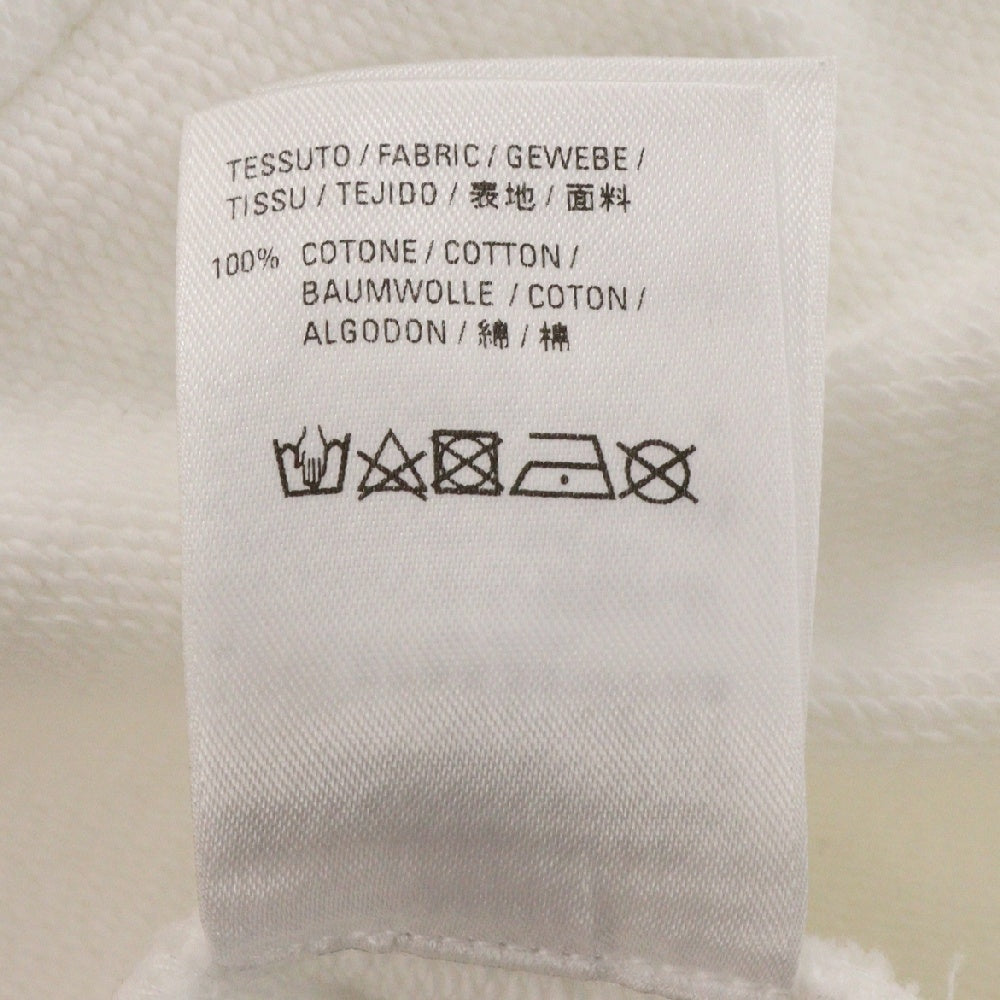 TESSUTO / FABRIC / GEWEBE /
TISSU / TEJIDO / 表地 / 面料
100% COTONE / COTTON /
BAUMWOLLE / COTON /
ALGODON / 綿 / 棉